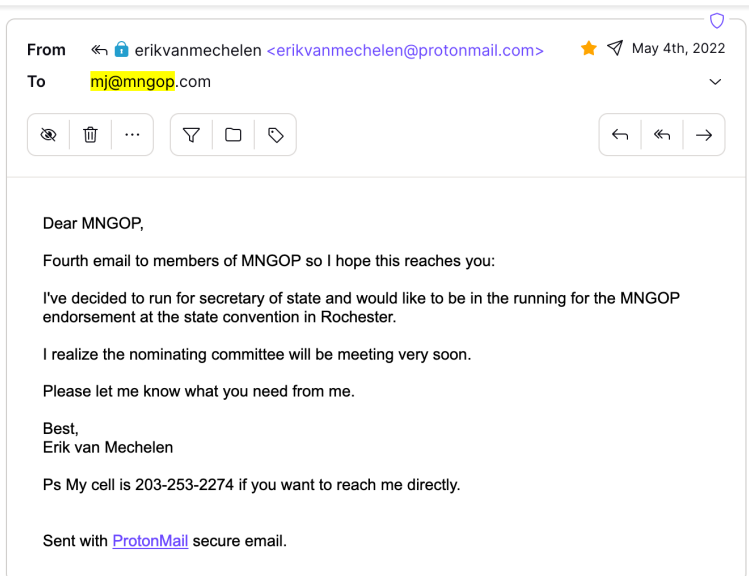 From erikvanmechelen <erikvanmechelen@protonmail.com> May 4th, 2022
To mj@mngop.com
Dear MNGOP,
Fourth email to members of MNGOP so I hope this reaches you:
I've decided to run for secretary of state and would like to be in the running for the MNGOP
endorsement at the state convention in Rochester.
I realize the nominating committee will be meeting very soon.
Please let me know what you need from me.
Best,
Erik van Mechelen
Ps My cell is 203-253-2274 if you want to reach me directly.
Sent with ProtonMail secure email.